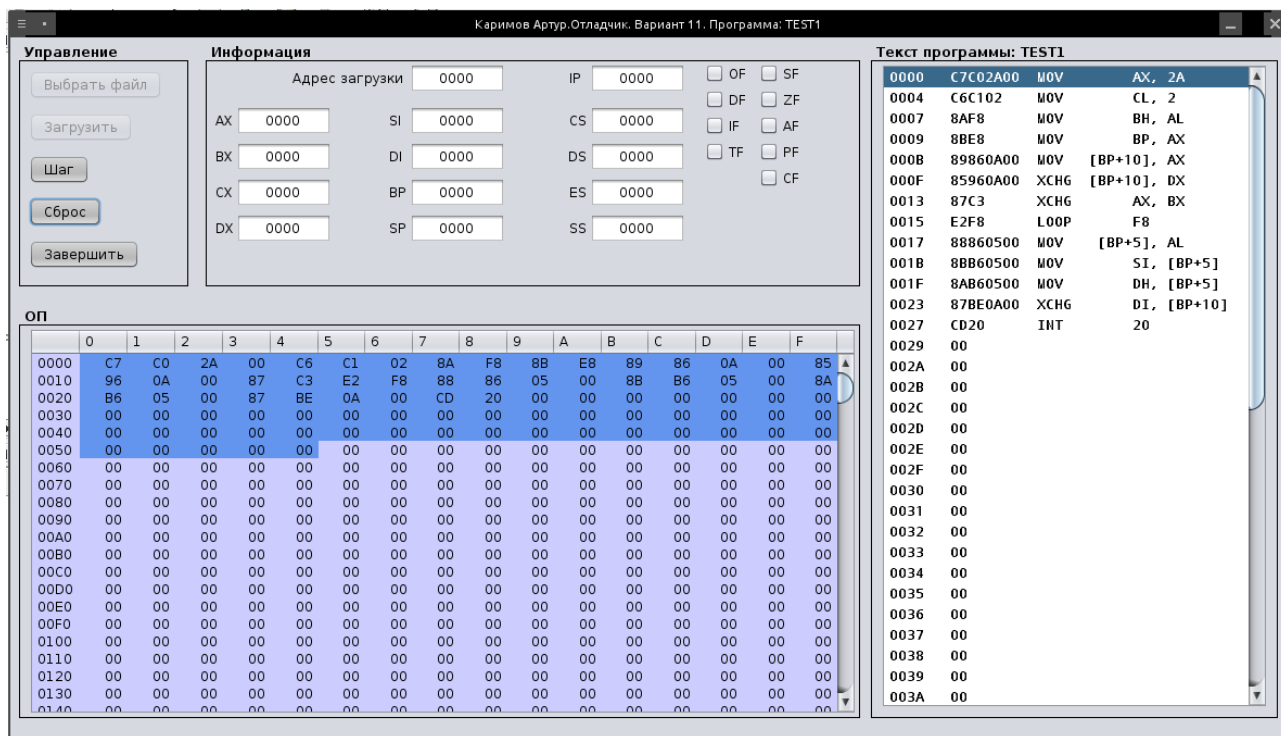 Каримов Артур.Отладчик. Вариант 11. Программа: TEST1
Управление
Выбрать файл
Загрузить
Шаг
Сброс
Завершить
Информация
Адрес загрузки 0000 IP 0000 OF SF
DF ZF
AX 0000 SI 0000 CS 0000 IF AF
BX 0000 DI 0000 DS 0000 TF PF
CF
CX 0000 BP 0000 ES 0000
DX 0000 SP 0000 SS 0000
ОП
0 1 2 3 4 5 6 7 8 9 A B C D E F
0000 C7 C0 2A 00 C6 C1 02 8A F8 8B E8 89 86 0A 00 85
0010 96 0A 00 87 C3 E2 F8 88 86 05 00 8B B6 05 00 8A
0020 B6 05 00 87 BE 0A 00 CD 20 00 00 00 00 00 00 00
0030 00 00 00 00 00 00 00 00 00 00 00 00 00 00 00 00
0040 00 00 00 00 00 00 00 00 00 00 00 00 00 00 00 00
0050 00 00 00 00 00 00 00 00 00 00 00 00 00 00 00 00
0060 00 00 00 00 00 00 00 00 00 00 00 00 00 00 00 00
0070 00 00 00 00 00 00 00 00 00 00 00 00 00 00 00 00
0080 00 00 00 00 00 00 00 00 00 00 00 00 00 00 00 00
0090 00 00 00 00 00 00 00 00 00 00 00 00 00 00 00 00
00A0 00 00 00 00 00 00 00 00 00 00 00 00 00 00 00 00
00B0 00 00 00 00 00 00 00 00 00 00 00 00 00 00 00 00
00C0 00 00 00 00 00 00 00 00 00 00 00 00 00 00 00 00
00D0 00 00 00 00 00 00 00 00 00 00 00 00 00 00 00 00
00E0 00 00 00 00 00 00 00 00 00 00 00 00 00 00 00 00
00F0 00 00 00 00 00 00 00 00 00 00 00 00 00 00 00 00
0100 00 00 00 00 00 00 00 00 00 00 00 00 00 00 00 00
0110 00 00 00 00 00 00 00 00 00 00 00 00 00 00 00 00
0120 00 00 00 00 00 00 00 00 00 00 00 00 00 00 00 00
0130 00 00 00 00 00 00 00 00 00 00 00 00 00 00 00 00
0140 00 00 00 00 00 00 00 00 00 00 00 00 00 00 00 00
Текст программы: TEST1
0000 C7C02A00 MOV AX, 2A
0004 C6C102 MOV CL, 2
0007 8AF8 MOV BH, AL
0009 8BE8 MOV BP, AX
000B 89860A00 MOV [BP+10], AX
000F 85960A00 XCHG [BP+10], DX
0013 87C3 XCHG AX, BX
0015 E2F8 LOOP F8
0017 88860500 MOV [BP+5], AL
001B 8BB60500 MOV SI, [BP+5]
001F 8AB60500 MOV DH, [BP+5]
0023 87BE0A00 XCHG DI, [BP+10]
0027 CD20 INT 20
0029 00
002A 00
002B 00
002C 00
002D 00
002E 00
002F 00
0030 00
0031 00
0032 00
0033 00
0034 00
0035 00
0036 00
0037 00
0038 00
0039 00
003A 00